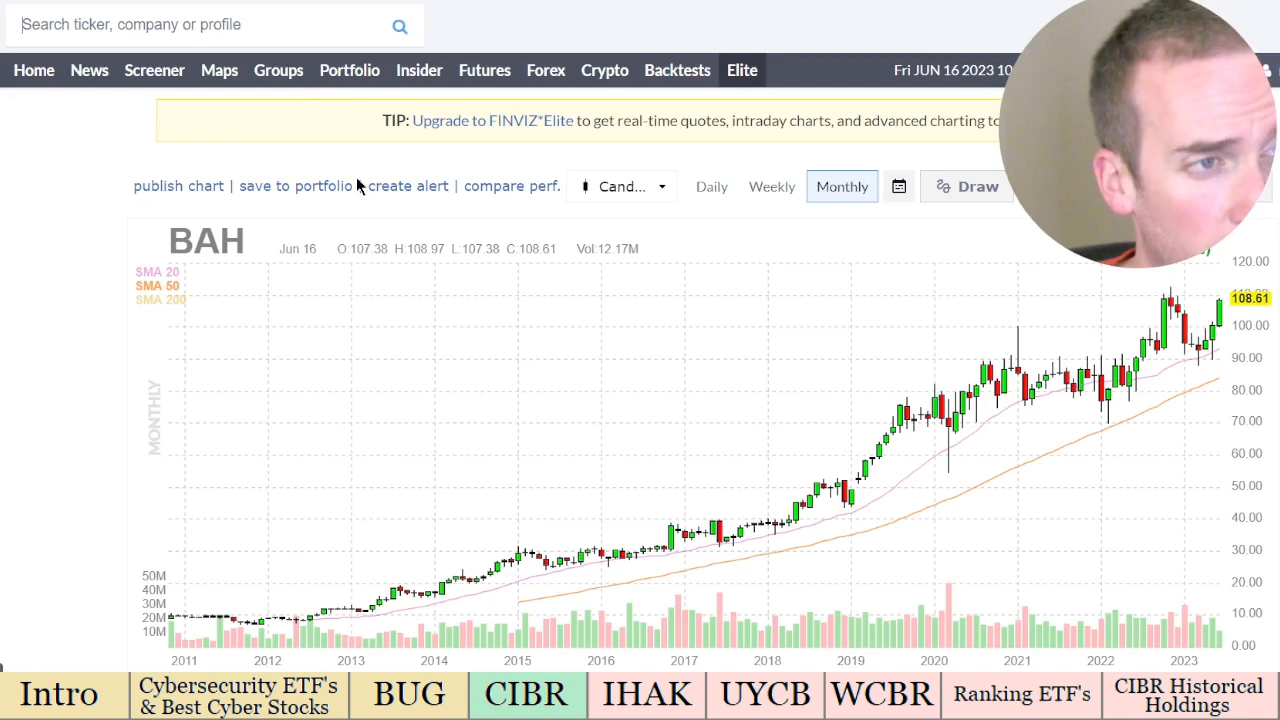 Search ticker, company or profile
Home News Screener Maps Groups Portfolio Insider Futures Forex Crypto Backtests Elite Fri JUN 16 2023 10
TIP: Upgrade to FINVIZ*Elite to get real-time quotes, intraday charts, and advanced charting to
publish chart | save to portfolio create alert | compare perf. Cand... Daily Weekly Monthly Draw
BAH Jun 16 O:107.38 H:108.97 L:107.38 C:108.61 Vol:12.17M
SMA 20
SMA 50
SMA 200
MONTHLY
120.00
108.61
100.00
90.00
80.00
70.00
60.00
50.00
40.00
30.00
20.00
10.00
0.00
50M
40M
30M
20M
10M
2011 2012 2013 2014 2015 2016 2017 2018 2019 2020 2021 2022 2023
Intro
Cybersecurity ETF's
& Best Cyber Stocks
BUG
CIBR
IHAK
UYCB
WCBR
Ranking ETF's
CIBR Historical
Holdings